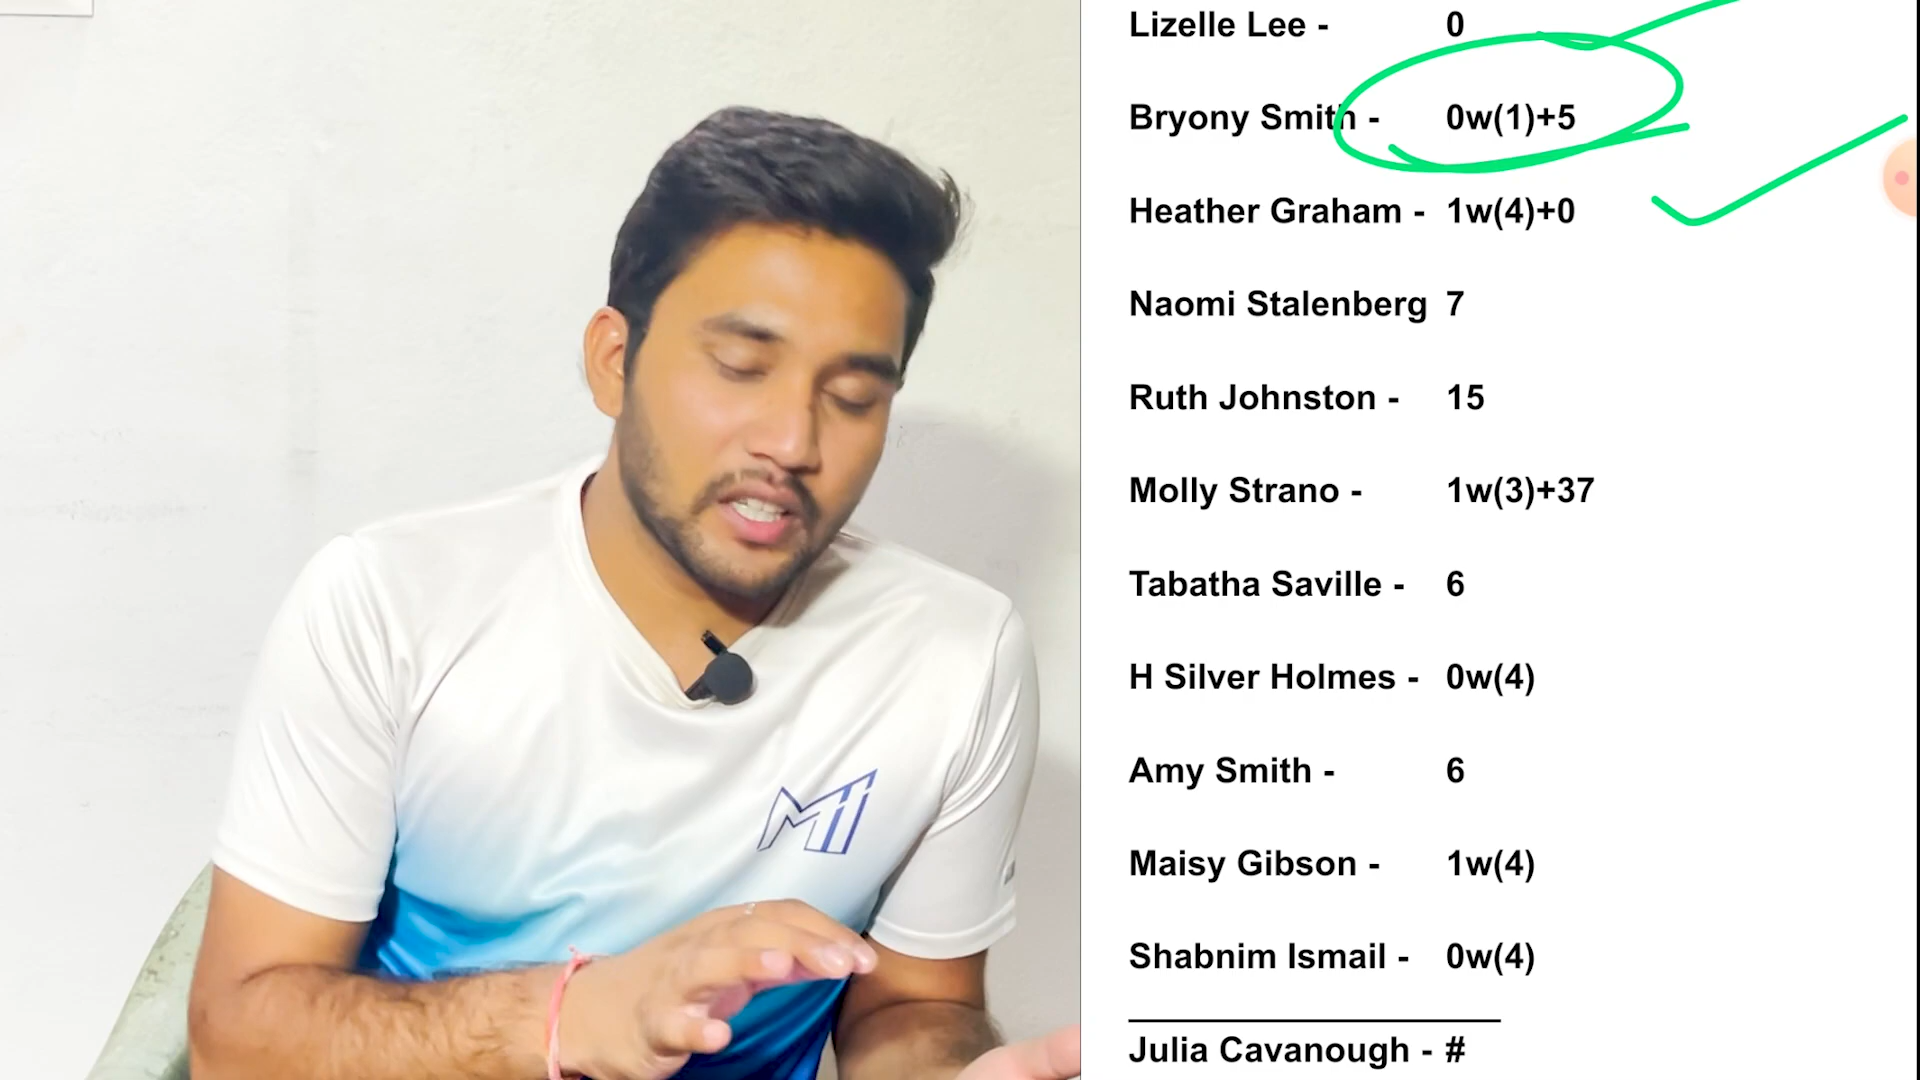 Lizelle Lee - 0
Bryony Smith - 0w(1)+5
Heather Graham - 1w(4)+0
Naomi Stalenberg 7
Ruth Johnston - 15
Molly Strano - 1w(3)+37
Tabatha Saville - 6
H Silver Holmes - 0w(4)
Amy Smith - 6
Maisy Gibson - 1w(4)
Shabnim Ismail - 0w(4)
Julia Cavanough - #
MI